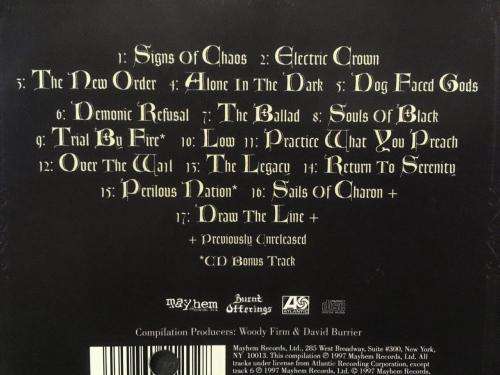 1: Signs Of Chaos 2: Electric Crown
3: The New Order 4: Alone In The Dark 5: Dog Faced Gods
6: Demonic Refusal 7: The Ballad 8: Souls Of Black
9: Trial By Fire* 10: Low 11: Practice What You Preach
12: Over The Wall 13: The Legacy 14: Return To Serenity
15: Perilous Nation* 16: Sails Of Charon +
17: Draw The Line +
+ Previously Unreleased
*CD Bonus Track
mayhem Burnt Offerings ATLANTIC
Compilation Producers: Woody Firm & David Burrier
Mayhem Records, Ltd., 285 West Broadway, Suite #300, New York,
NY 10013. This compilation ℗ 1997 Mayhem Records, Ltd. All
tracks under license from Atlantic Recording Corporation, except
track 6 ℗ 1997 Mayhem Records, Ltd. © 1997 Mayhem Records,